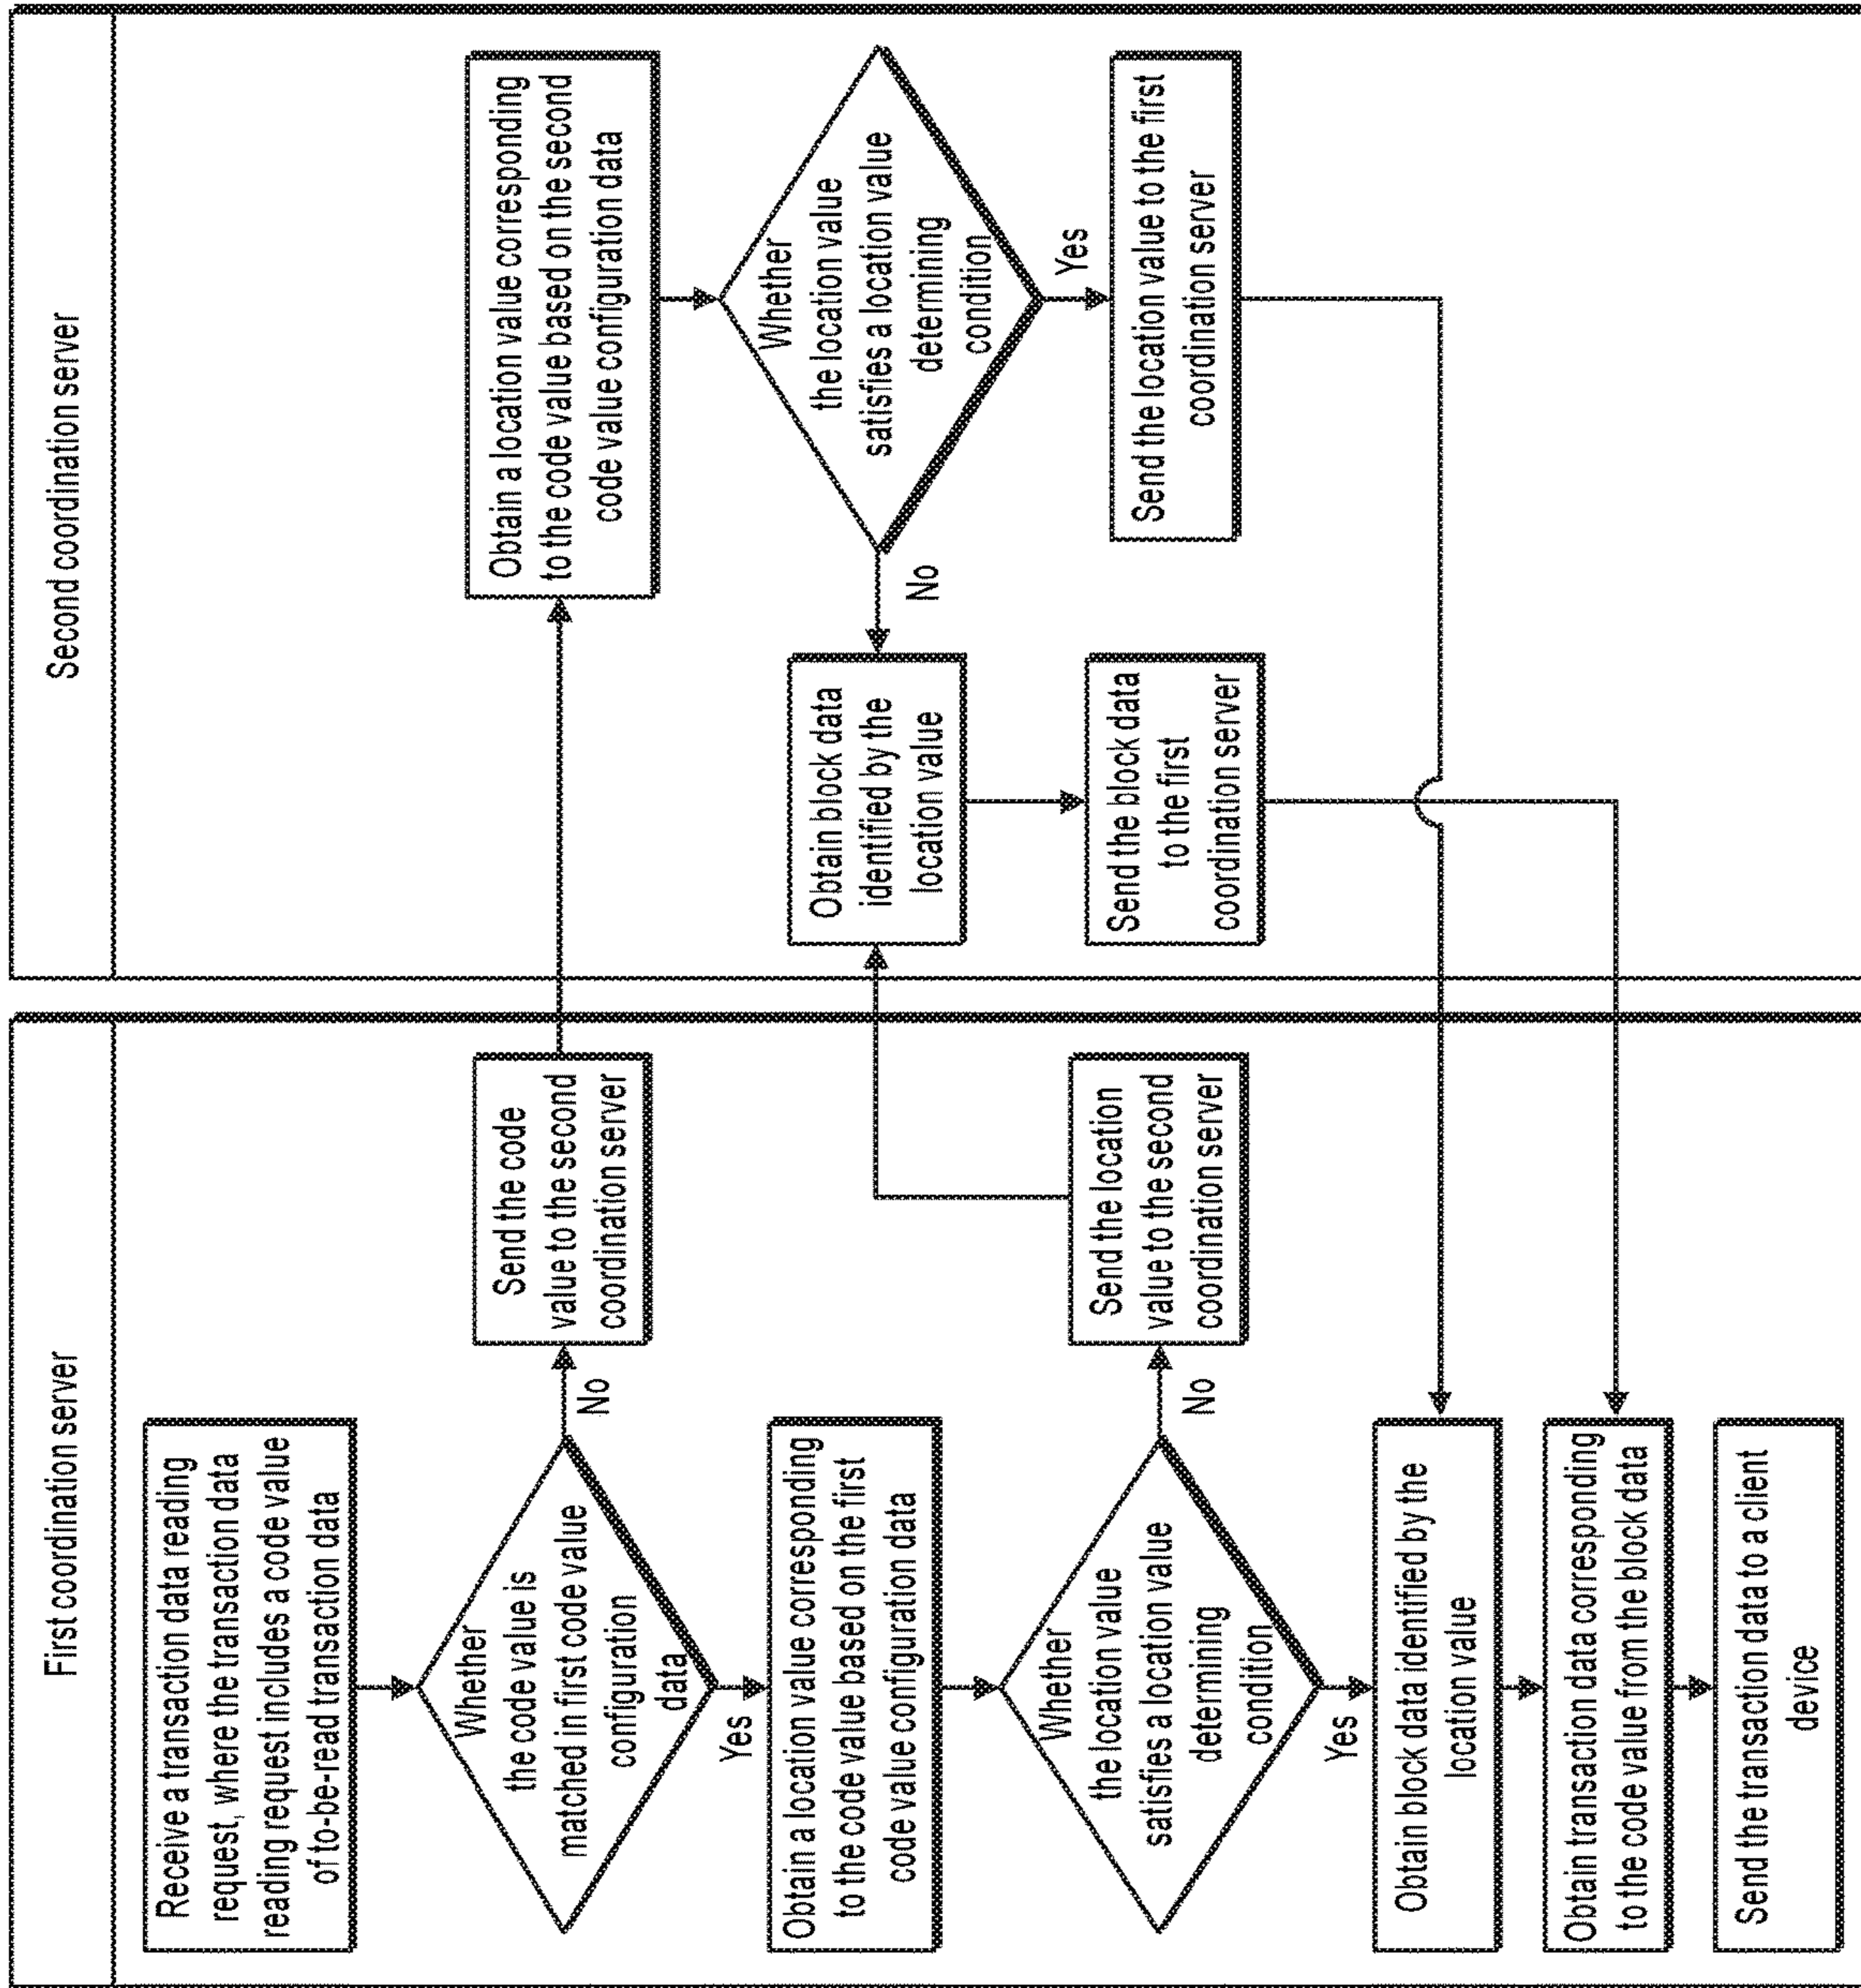 First coordination server
Receive a transaction data reading
request, where the transaction data
reading request includes a code value
of to-be-read transaction data
Whether
the code value is
matched in first code value
configuration
data
No
Send the code
value to the second
coordination server
Yes
Obtain a location value corresponding
to the code value based on the first
code value configuration data
Whether
the location value
satisfies a location value
determining
condition
No
Send the location
value to the second
coordination server
Yes
Obtain block data identified by the
location value
Obtain transaction data corresponding
to the code value from the block data
Send the transaction data to a client
device
Second coordination server
Obtain a location value corresponding
to the code value based on the second
code value configuration data
Whether
the location value
satisfies a location value
determining
condition
No
Yes
Obtain block data
identified by the
location value
Send the block data
to the first
coordination server
Send the location value to the first
coordination server